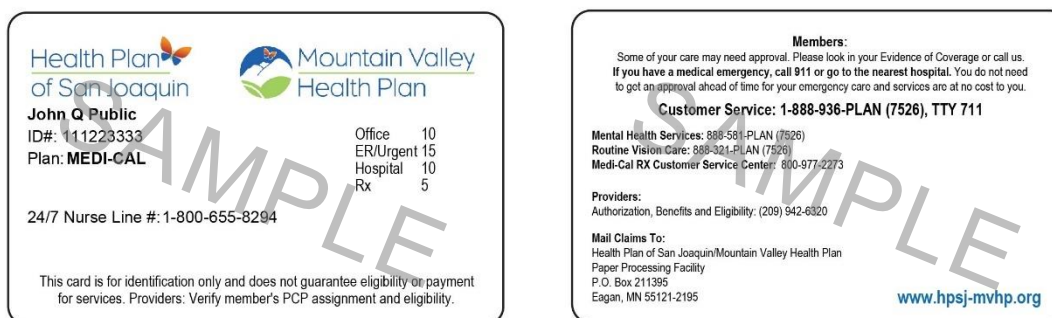 Health Plan
of San Joaquin
Mountain Valley
Health Plan
John Q Public
ID#: 111223333
Plan: MEDI-CAL
Office 10
ER/Urgent 15
Hospital 10
Rx 5
24/7 Nurse Line #: 1-800-655-8294
This card is for identification only and does not guarantee eligibility or payment
for services. Providers: Verify member's PCP assignment and eligibility.
SAMPLE
Members:
Some of your care may need approval. Please look in your Evidence of Coverage or call us.
If you have a medical emergency, call 911 or go to the nearest hospital. You do not need
to get an approval ahead of time for your emergency care and services are at no cost to you.
Customer Service: 1-888-936-PLAN (7526), TTY 711
Mental Health Services: 888-581-PLAN (7526)
Routine Vision Care: 888-321-PLAN (7526)
Medi-Cal RX Customer Service Center: 800-977-2273
Providers:
Authorization, Benefits and Eligibility: (209) 942-6320
Mail Claims To:
Health Plan of San Joaquin/Mountain Valley Health Plan
Paper Processing Facility
P.O. Box 211395
Eagan, MN 55121-2195
www.hpsj-mvhp.org
SAMPLE